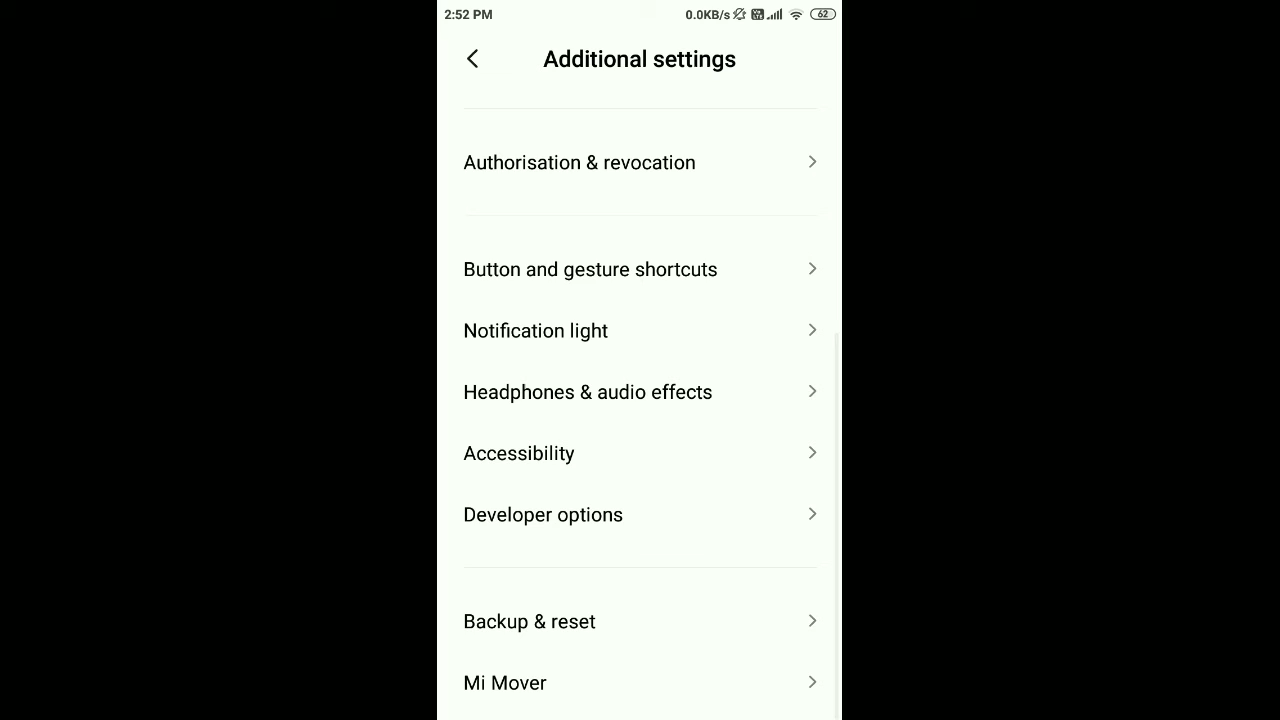 2:52 PM 0.0KB/s 62
Additional settings
Authorisation & revocation
Button and gesture shortcuts
Notification light
Headphones & audio effects
Accessibility
Developer options
Backup & reset
Mi Mover